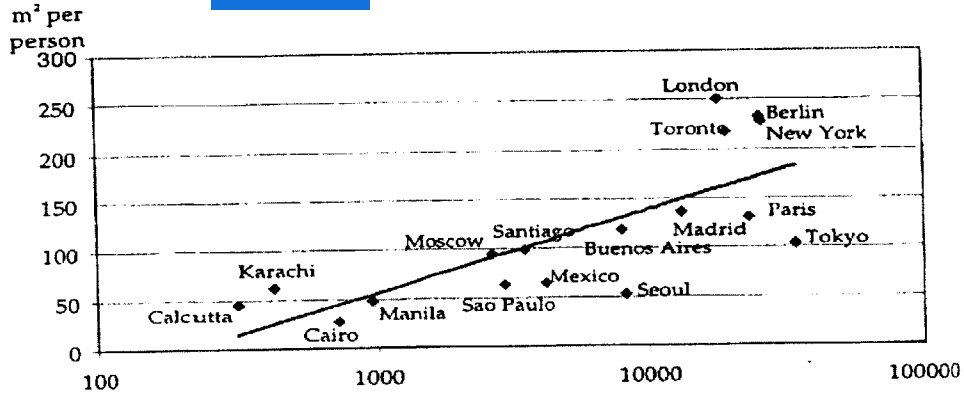 m² per
person
300
250
200
150
100
50
0
London
Berlin
Toronto
New York
Paris
Santiago
Madrid
Moscow
Buenos Aires
Tokyo
Karachi
Mexico
Sao Paulo
Seoul
Calcutta
Manila
Cairo
100
1000
10000
100000